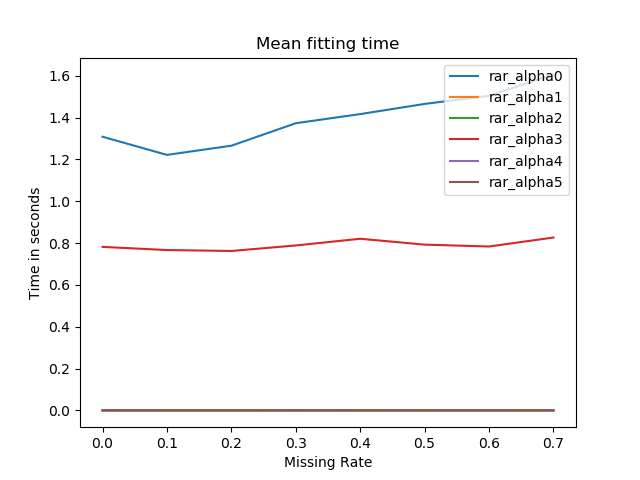 Mean fitting time
rar_alpha0
rar_alpha1
rar_alpha2
rar_alpha3
rar_alpha4
rar_alpha5
Time in seconds
1.6
1.4
1.2
1.0
0.8
0.6
0.4
0.2
0.0
0.0 0.1 0.2 0.3 0.4 0.5 0.6 0.7
Missing Rate